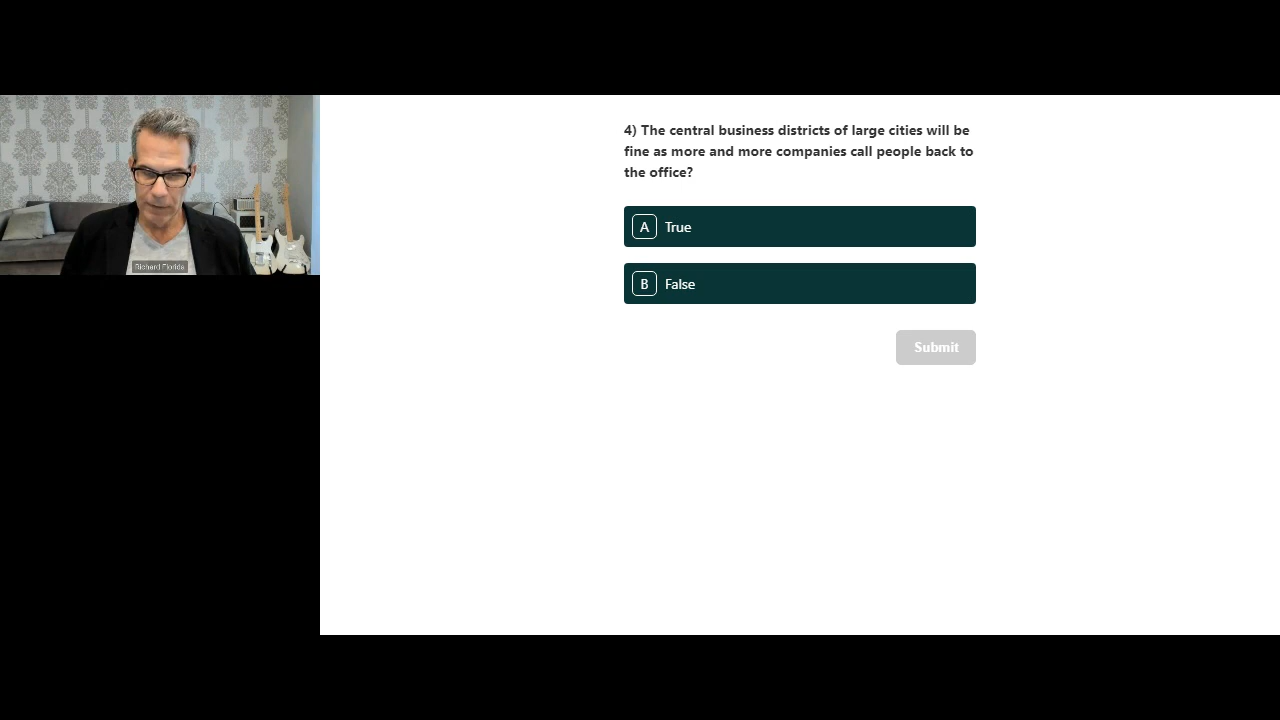 4) The central business districts of large cities will be
fine as more and more companies call people back to
the office?
A True
B False
Submit
Richard Florida